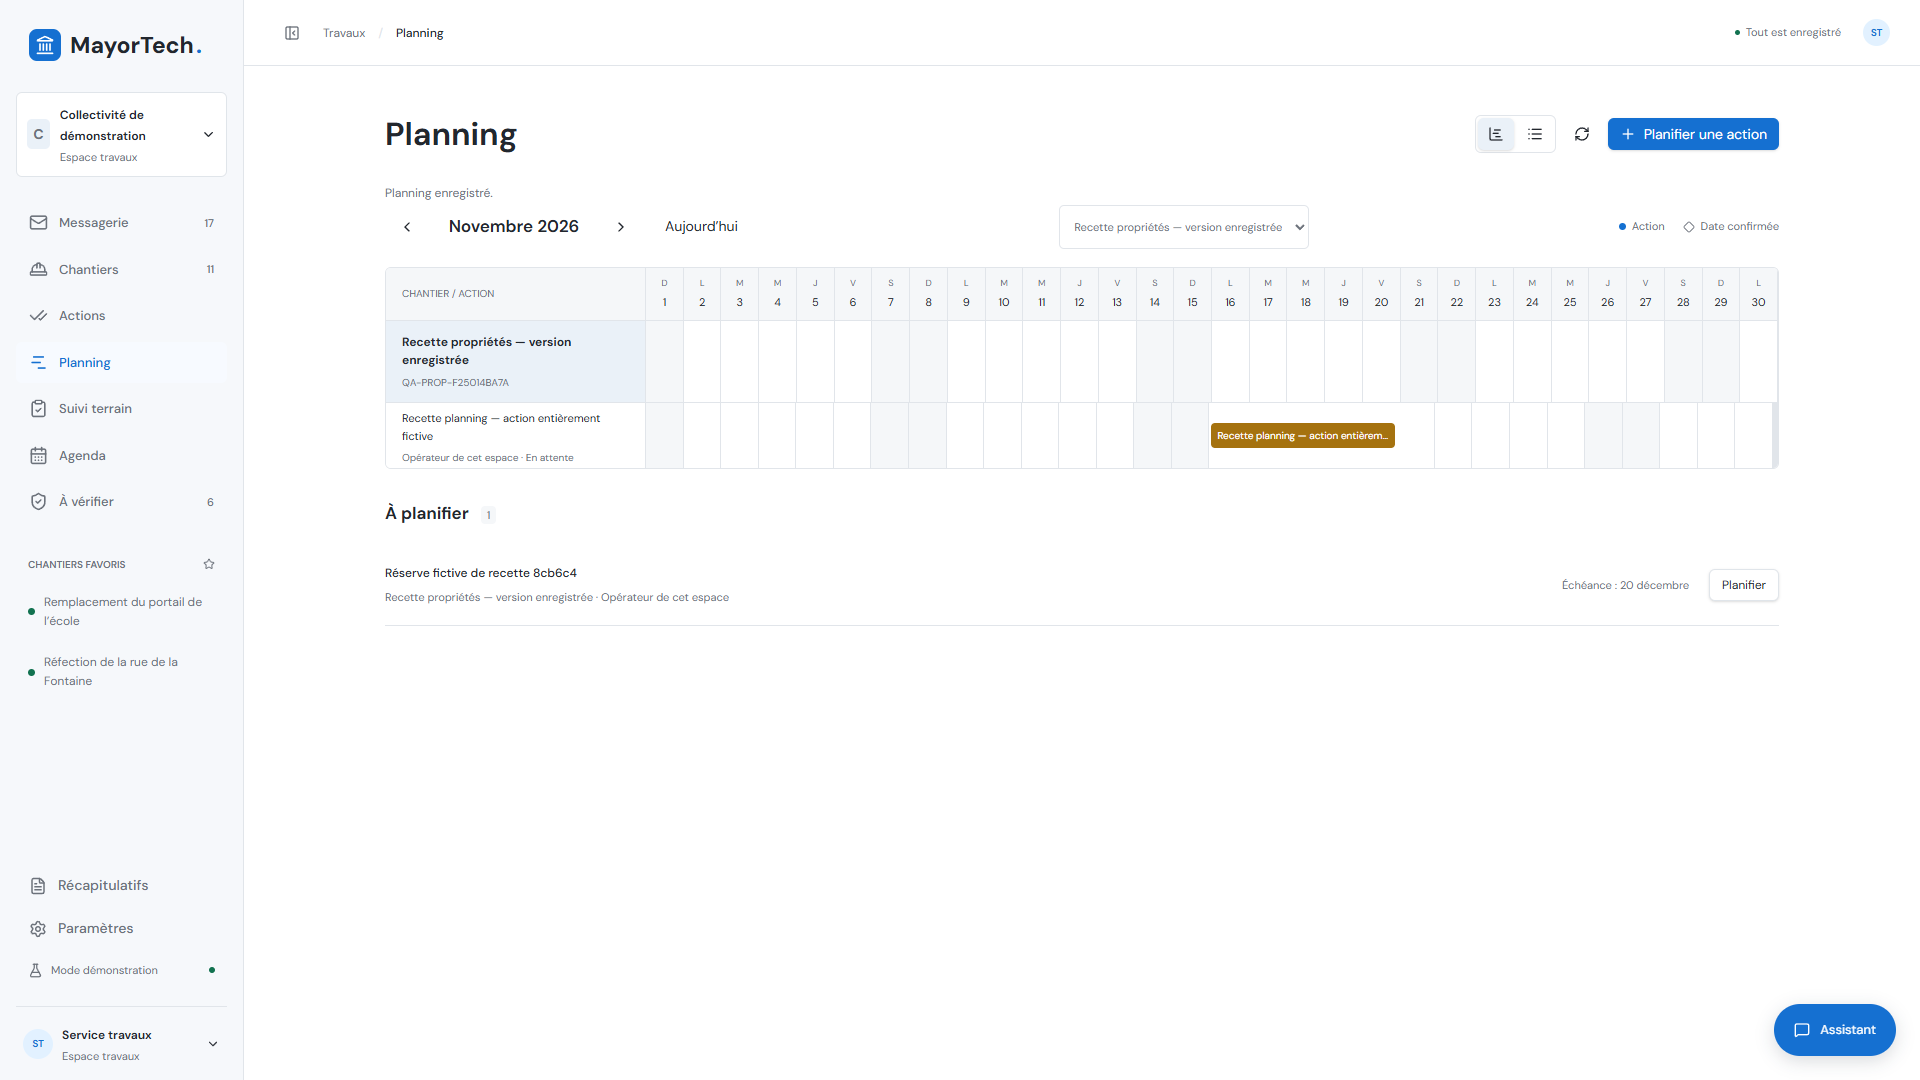 MayorTech.
Collectivité de
démonstration
Espace travaux
C
Messagerie 17
Chantiers 11
Actions
Planning
Suivi terrain
Agenda
À vérifier 6
CHANTIERS FAVORIS
Remplacement du portail de
l'école
Réfection de la rue de la
Fontaine
Récapitulatifs
Paramètres
Mode démonstration
ST
Service travaux
Espace travaux
Travaux / Planning
Tout est enregistré
ST
Planning
Planifier une action
Planning enregistré.
Novembre 2026
Aujourd'hui
Recette propriétés — version enregistrée
Action
Date confirmée
CHANTIER / ACTION
D L M M J V S D L M M J V S D L M M J V S D L M M J V S D L
1 2 3 4 5 6 7 8 9 10 11 12 13 14 15 16 17 18 19 20 21 22 23 24 25 26 27 28 29 30
Recette propriétés — version
enregistrée
QA-PROP-F25014BA7A
Recette planning — action entièrement
fictive
Opérateur de cet espace · En attente
Recette planning — action entièrem...
À planifier 1
Réserve fictive de recette 8cb6c4
Recette propriétés — version enregistrée · Opérateur de cet espace
Échéance : 20 décembre
Planifier
Assistant